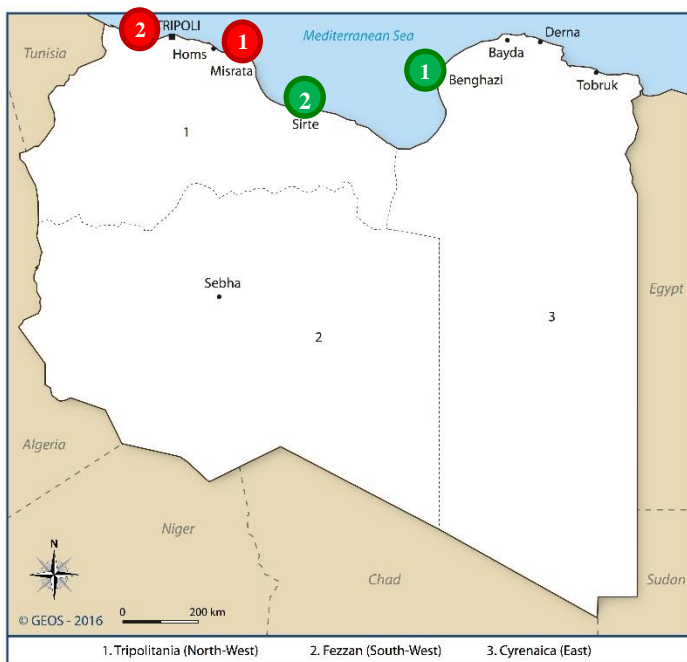 2
TRIPOLI
Mediterranean Sea
Derna
Tunisia
Homs
1
Bayda
Misrata
1
Benghazi
Tobruk
2
Sirte
1
Sebha
Egypt
2
3
Algeria
Niger
N
Chad
Sudan
0 200 km
© GEOS - 2016
1. Tripolitania (North-West) 2. Fezzan (South-West) 3. Cyrenaica (East)